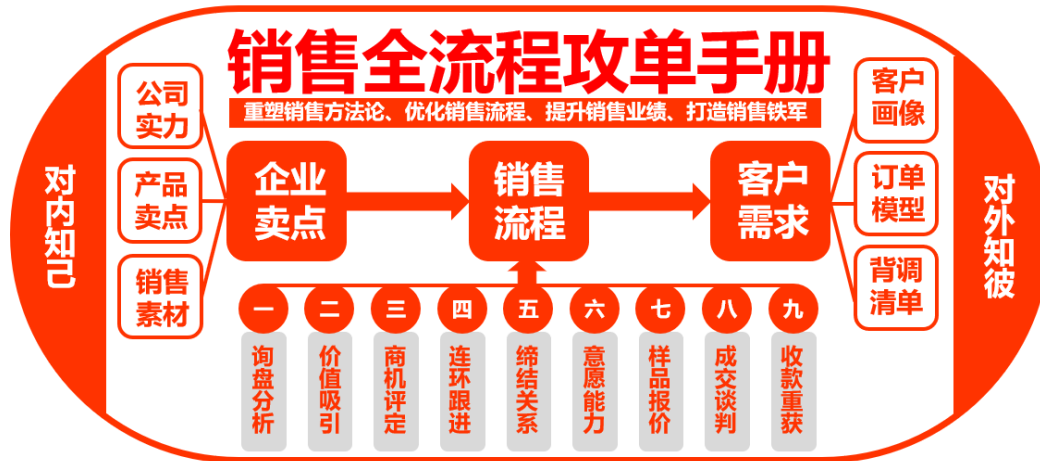 销售全流程攻单手册
重塑销售方法论、优化销售流程、提升销售业绩、打造销售铁军
对内知己
公司
实力
产品
卖点
销售
素材
企业
卖点
销售
流程
客户
需求
客户
画像
订单
模型
背调
清单
对外知彼
一
二
三
四
五
六
七
八
九
询盘分析
价值吸引
商机评定
连环跟进
缔结关系
意愿能力
样品报价
成交谈判
收款重获